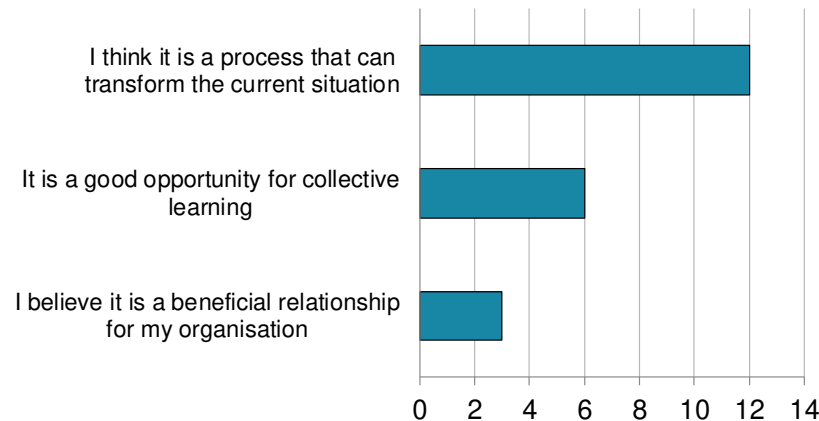 I think it is a process that can
transform the current situation
It is a good opportunity for collective
learning
I believe it is a beneficial relationship
for my organisation
0 2 4 6 8 10 12 14